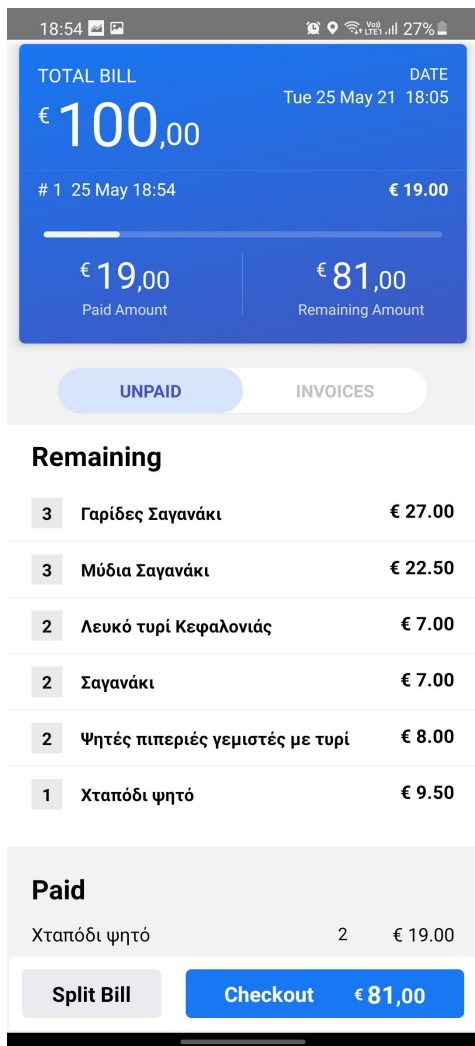 18:54 Vo)) LTE1 27%
TOTAL BILL DATE
€ 100,00 Tue 25 May 21 18:05
# 1 25 May 18:54 € 19.00
€ 19,00 € 81,00
Paid Amount Remaining Amount
UNPAID INVOICES
Remaining
3 Γαρίδες Σαγανάκι € 27.00
3 Μύδια Σαγανάκι € 22.50
2 Λευκό τυρί Κεφαλονιάς € 7.00
2 Σαγανάκι € 7.00
2 Ψητές πιπεριές γεμιστές με τυρί € 8.00
1 Χταπόδι ψητό € 9.50
Paid
Χταπόδι ψητό 2 € 19.00
Split Bill Checkout € 81,00